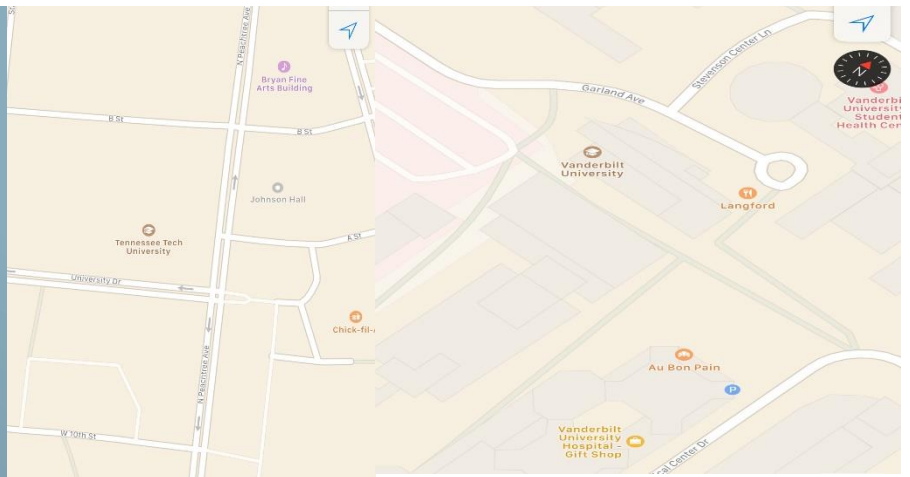 N Peachtree Ave
Bryan Fine
Arts Building
B St
B St
Johnson Hall
Tennessee Tech
University
A St
University Dr
Chick-fil-
N Peachtree Ave
W 10th St
Stevenson Center Ln
Garland Ave
N
Vanderbi
University
Student
Health Cen
Vanderbilt
University
Langford
Au Bon Pain
P
Vanderbilt
University
Hospital -
Gift Shop
cal Center Dr